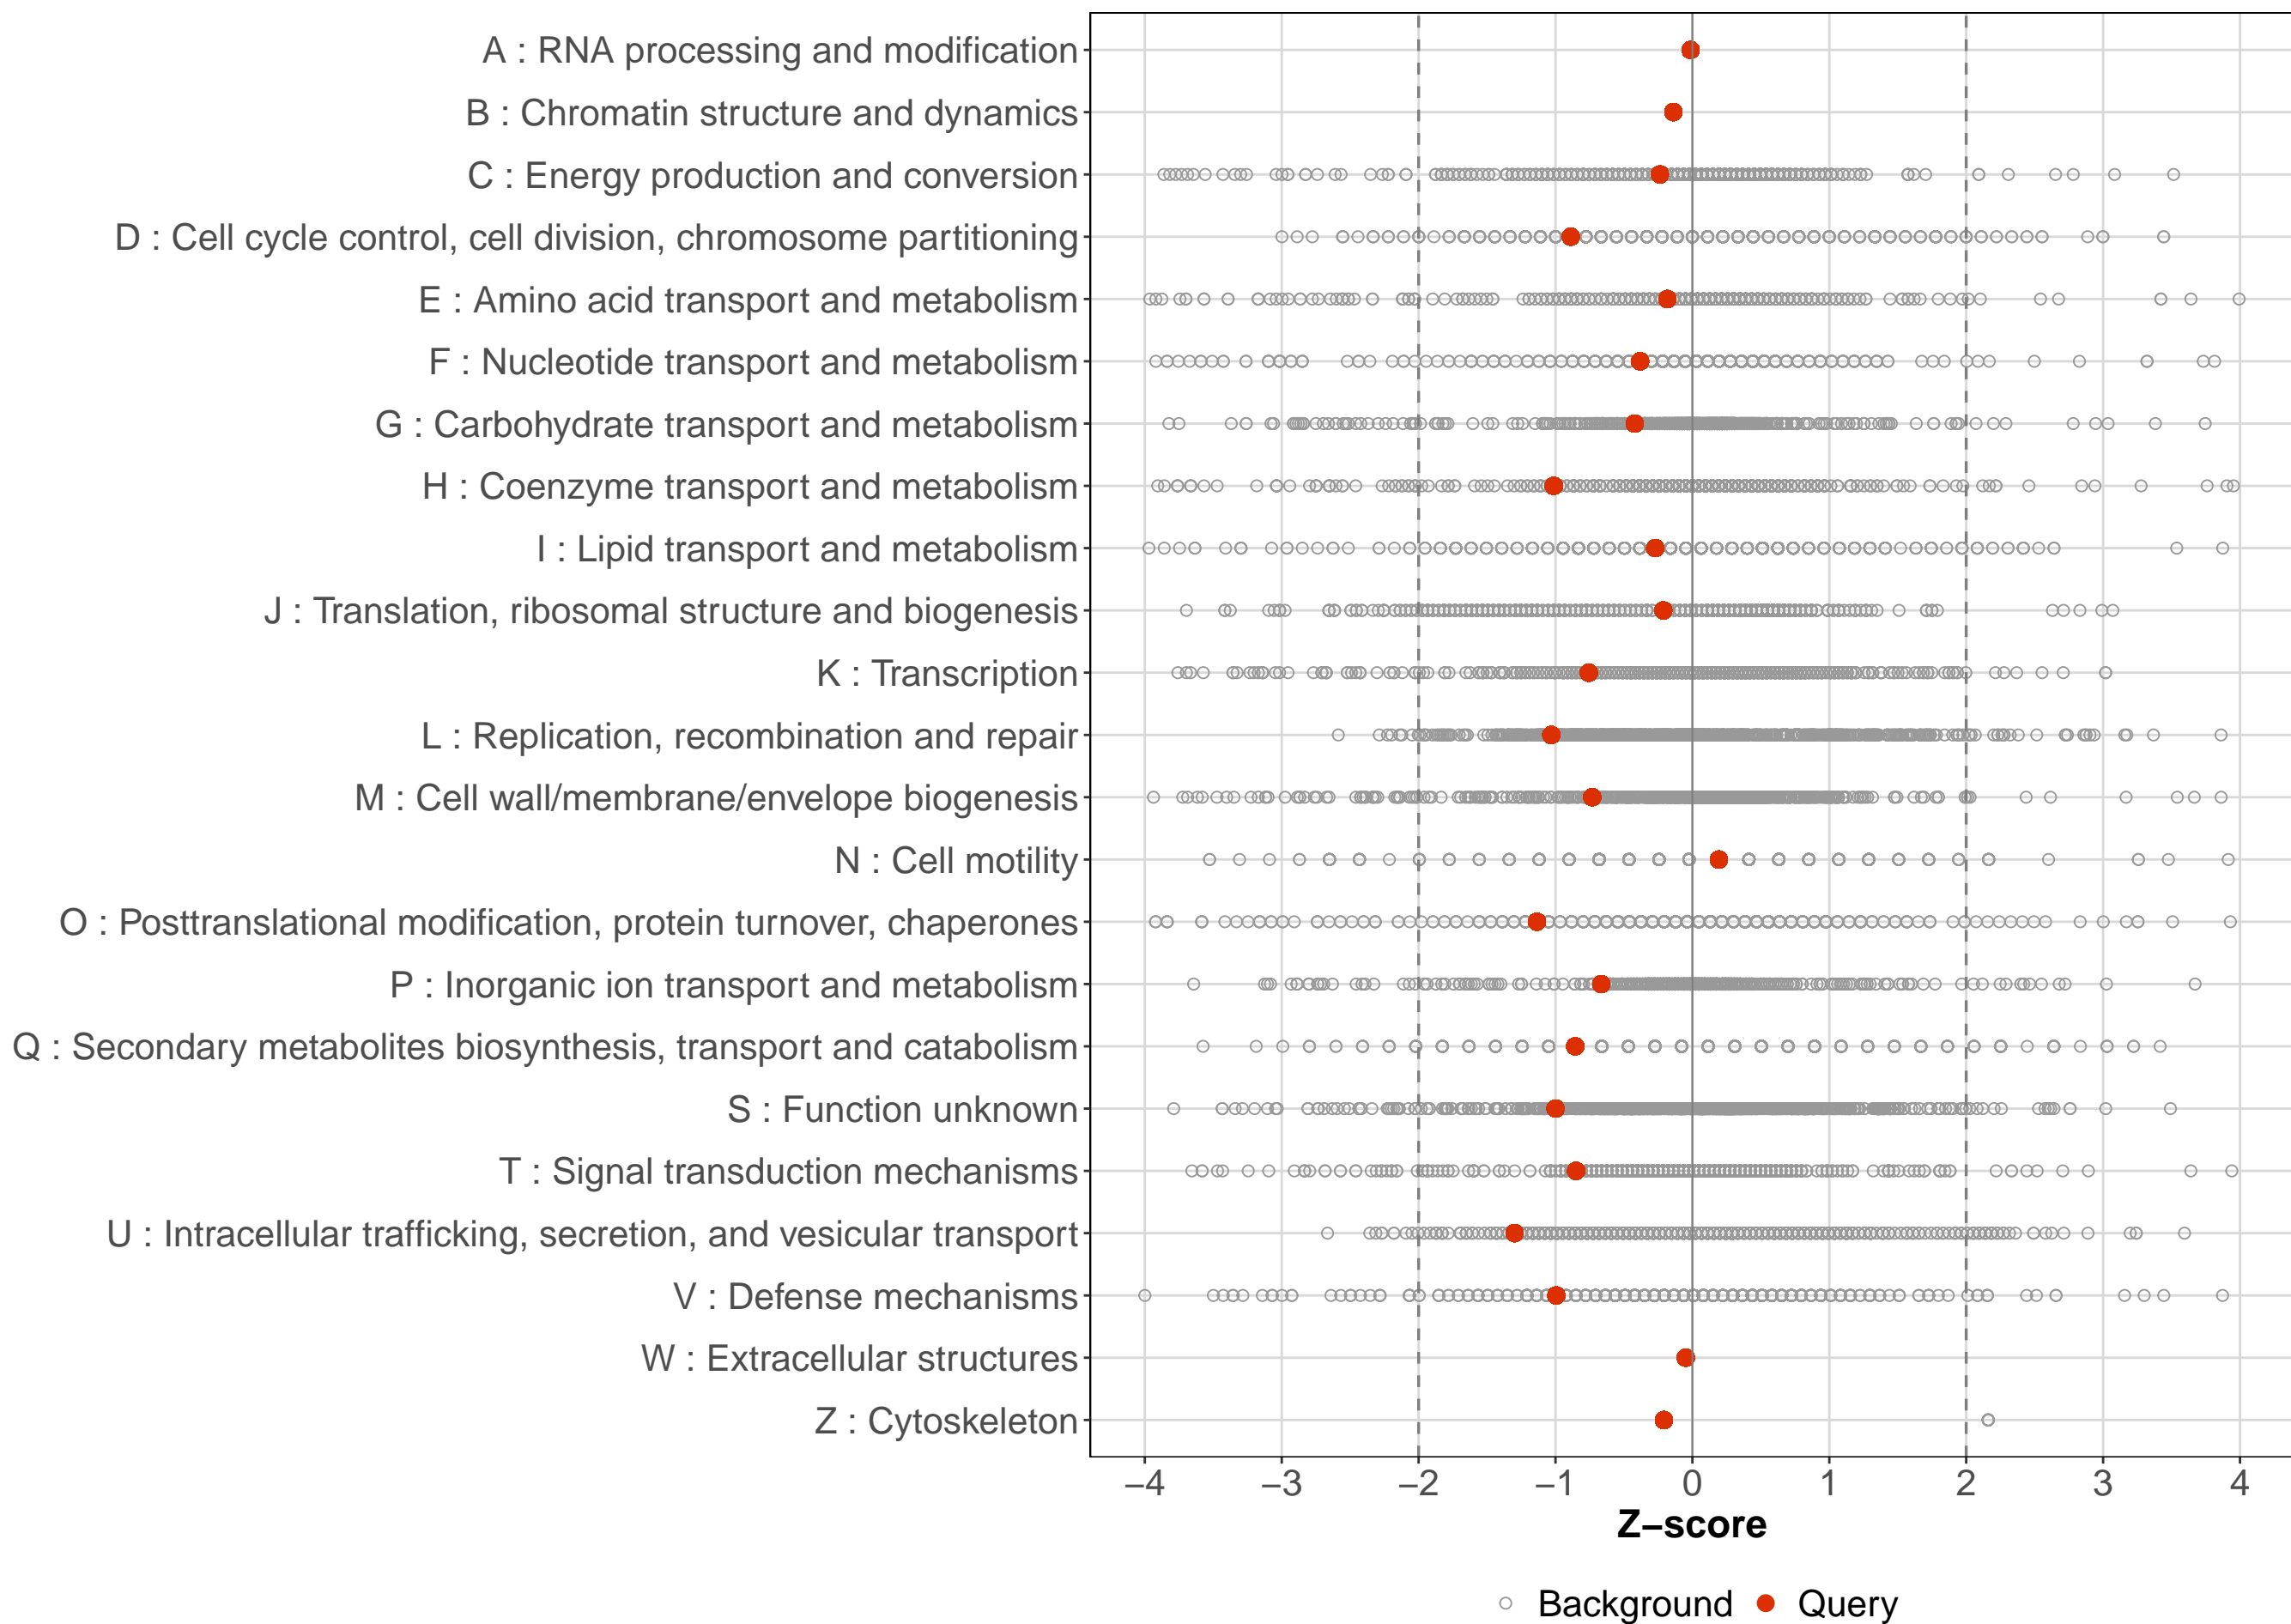 A : RNA processing and modification
B : Chromatin structure and dynamics
C : Energy production and conversion
D : Cell cycle control, cell division, chromosome partitioning
E : Amino acid transport and metabolism
F : Nucleotide transport and metabolism
G : Carbohydrate transport and metabolism
H : Coenzyme transport and metabolism
I : Lipid transport and metabolism
J : Translation, ribosomal structure and biogenesis
K : Transcription
L : Replication, recombination and repair
M : Cell wall/membrane/envelope biogenesis
N : Cell motility
O : Posttranslational modification, protein turnover, chaperones
P : Inorganic ion transport and metabolism
Q : Secondary metabolites biosynthesis, transport and catabolism
S : Function unknown
T : Signal transduction mechanisms
U : Intracellular trafficking, secretion, and vesicular transport
V : Defense mechanisms
W : Extracellular structures
Z : Cytoskeleton
−4 −3 −2 −1 0 1 2 3 4
Z−score
Background Query